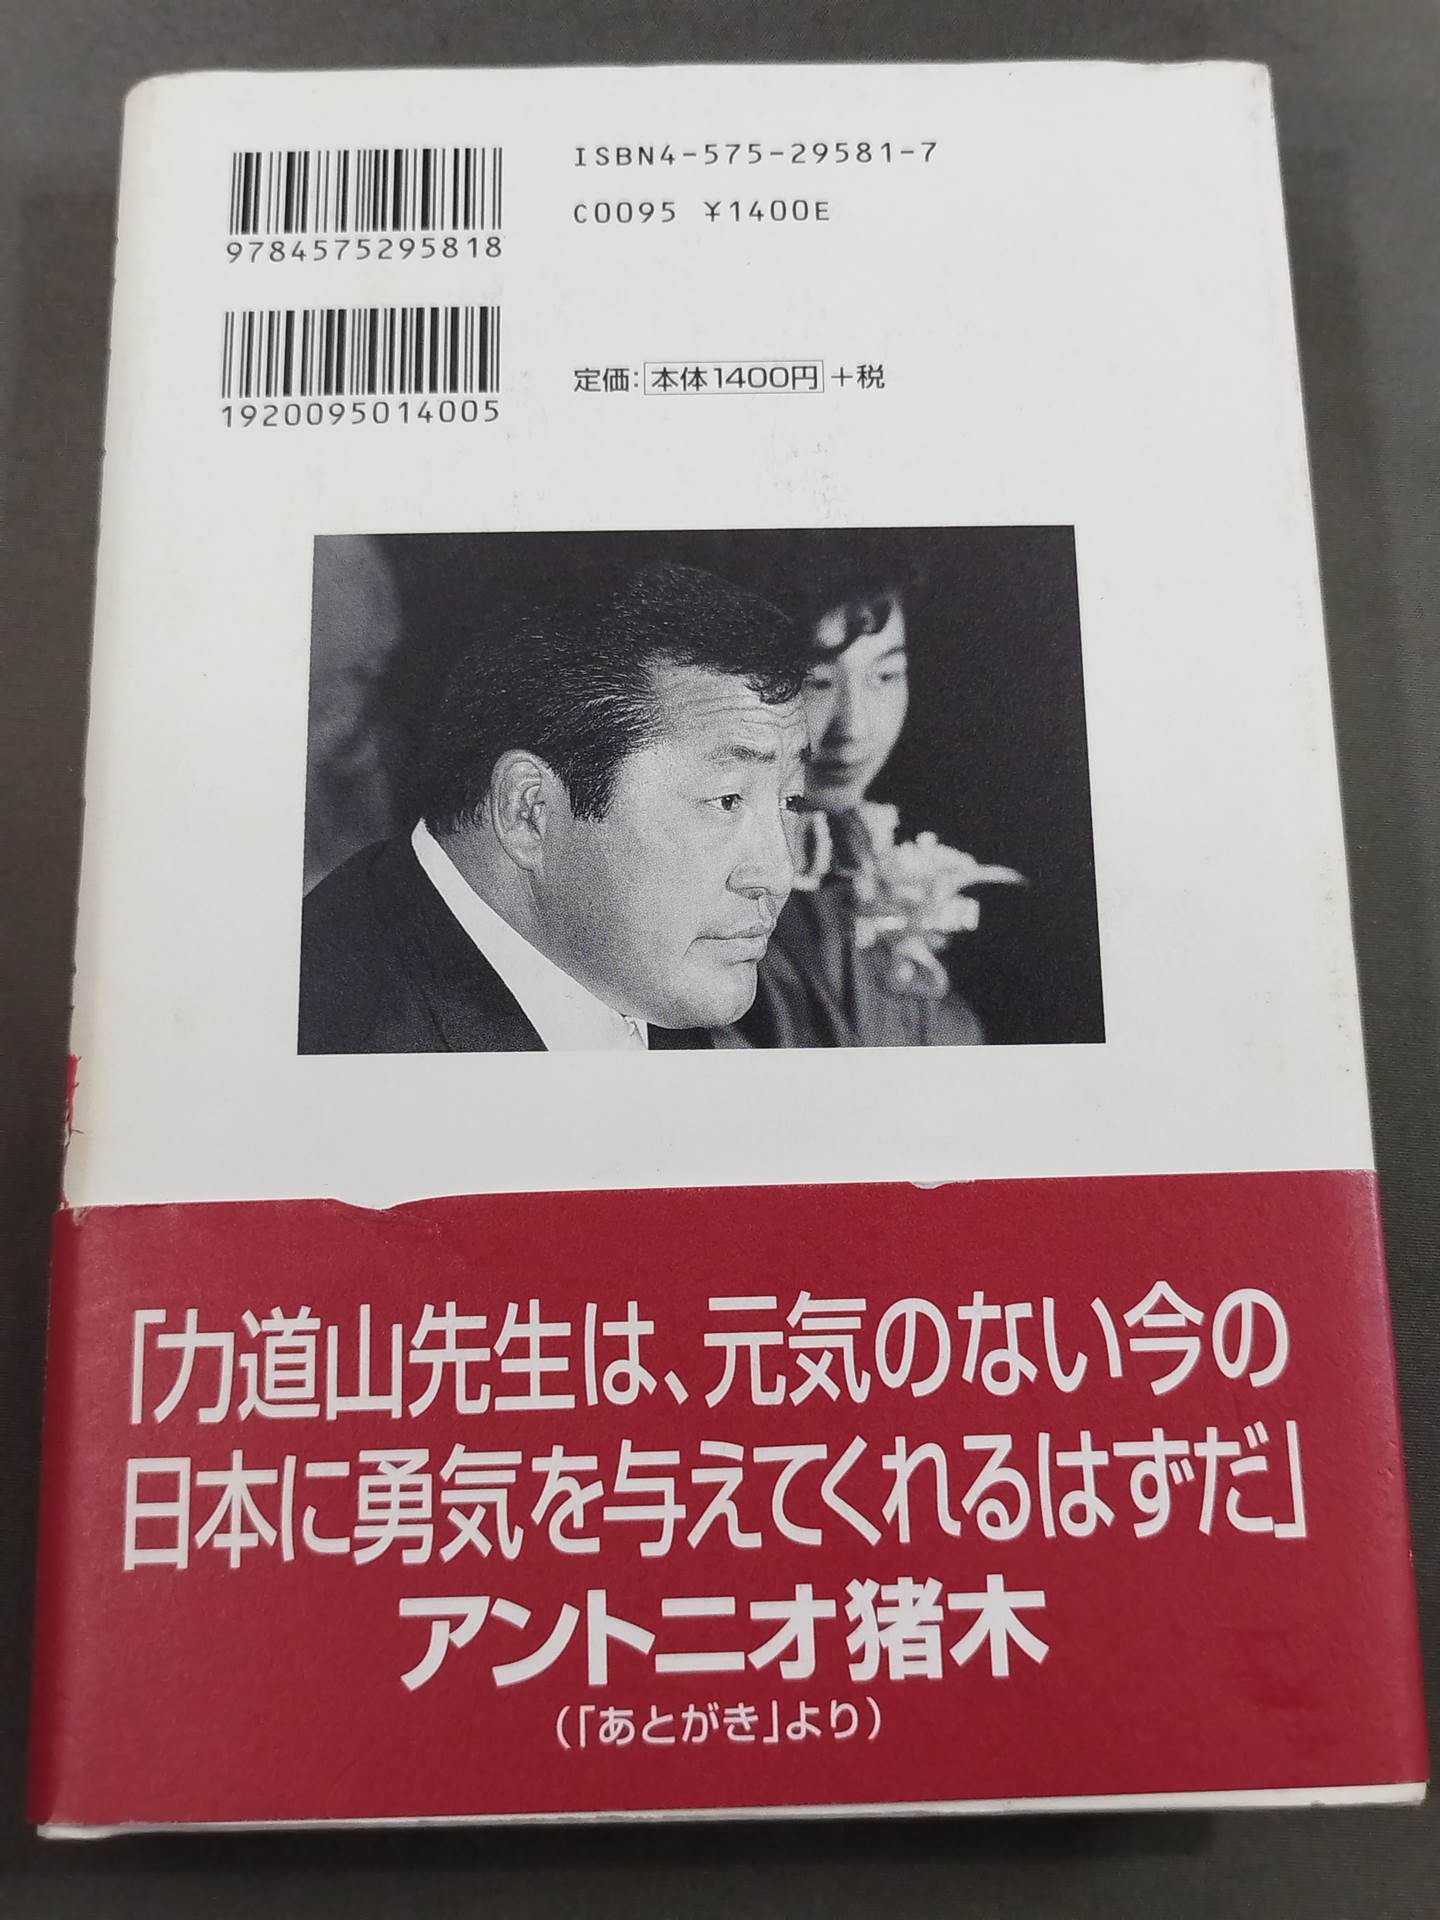 ISBN4-575-29581-7
C0095 ¥1400E
9784575295818
1920095014005
定価：本体1400円＋税
「力道山先生は、元気のない今の
日本に勇気を与えてくれるはずだ」
アントニオ猪木
（「あとがき」より）